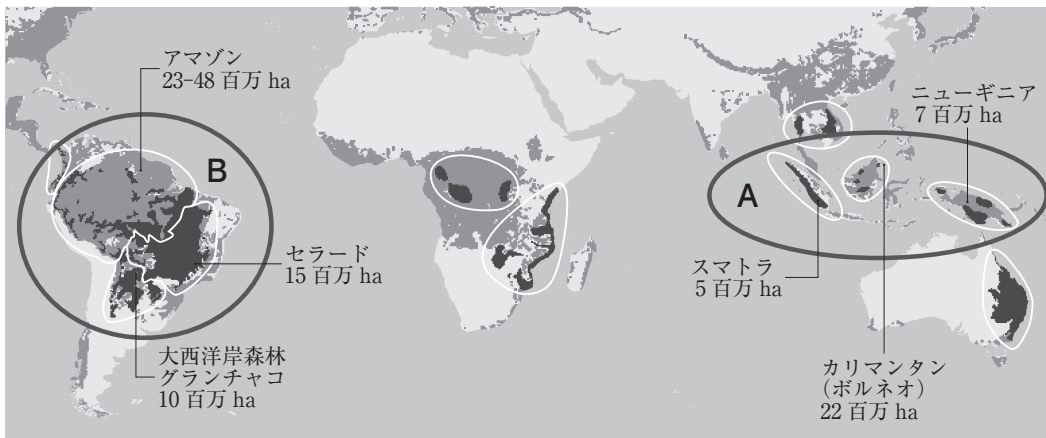 アマゾン
23–48 百万 ha
B
セラード
15 百万 ha
大西洋岸森林
グランチャコ
10 百万 ha
ニューギニア
7 百万 ha
A
スマトラ
5 百万 ha
カリマンタン
（ボルネオ）
22 百万 ha